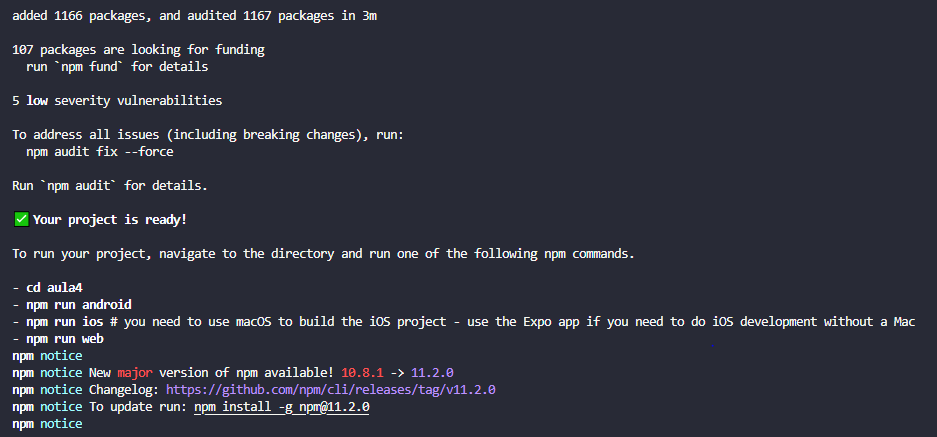 added 1166 packages, and audited 1167 packages in 3m
107 packages are looking for funding
run `npm fund` for details
5 low severity vulnerabilities
To address all issues (including breaking changes), run:
npm audit fix --force
Run `npm audit` for details.
✅ Your project is ready!
To run your project, navigate to the directory and run one of the following npm commands.
- cd aula4
- npm run android
- npm run ios # you need to use macOS to build the iOS project - use the Expo app if you need to do iOS development without a Mac
- npm run web
npm notice
npm notice New major version of npm available! 10.8.1 -> 11.2.0
npm notice Changelog: https://github.com/npm/cli/releases/tag/v11.2.0
npm notice To update run: npm install -g npm@11.2.0
npm notice